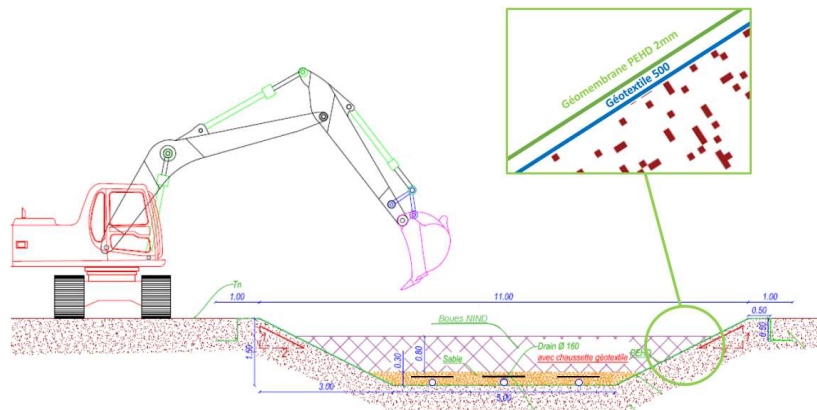 Géomembrane PEHD 2mm
Géotextile 500
Tn
1.00
11.00
1.00
0.50
0.50
Boues NIND
Drain Ø 160
avec chaussette géotextile
PEHD
Sable
1.50
0.30
0.80
2
3.00
5.00